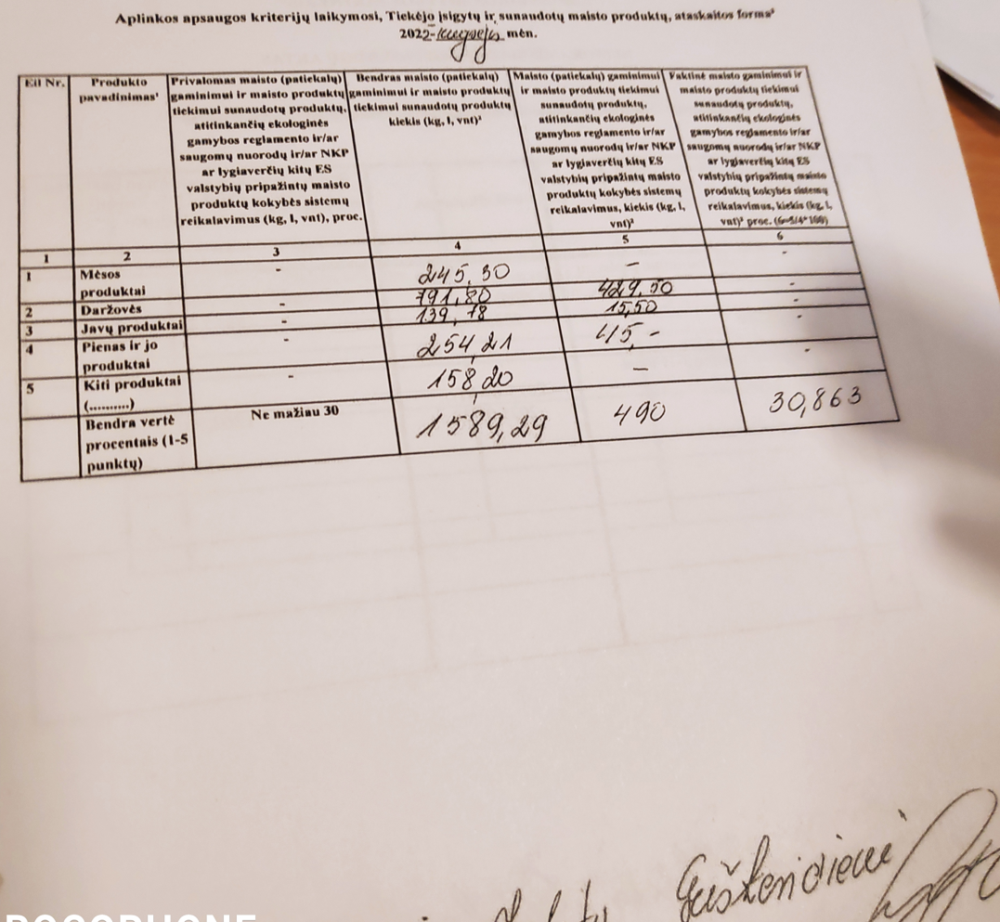 Aplinkos apsaugos kriterijų laikymosi, Tiekėjo įsigytų ir sunaudotų maisto produktų, ataskaitos forma¹
2022- mėn.
Eil Nr.
Produkto
pavadinimas¹
Privalomas maisto (patiekalų)
gaminimui ir maisto produktų
tiekimui sunaudotų produktų,
atitinkančių ekologinės
gamybos reglamento ir/ar
saugomų nuorodų ir/ar NKP
ar lygiaverčių kitų ES
valstybių pripažintų maisto
produktų kokybės sistemų
reikalavimus (kg, l, vnt), proc.
Bendras maisto (patiekalų)
gaminimui ir maisto produktų
tiekimui sunaudotų produktų
kiekis (kg, l, vnt)²
Maisto (patiekalų) gaminimui
ir maisto produktų tiekimui
sunaudotų produktų,
atitinkančių ekologinės
gamybos reglamento ir/ar
saugomų nuorodų ir/ar NKP
ar lygiaverčių kitų ES
valstybių pripažintų maisto
produktų kokybės sistemų
reikalavimus, kiekis (kg, l,
vnt)²
Faktinė maisto gaminimui ir
maisto produktų tiekimui
sunaudotų produktų,
atitinkančių ekologinės
gamybos reglamento ir/ar
saugomų nuorodų ir/ar NKP
ar lygiaverčių kitų ES
valstybių pripažintų maisto
produktų kokybės sistemų
reikalavimus, kiekis (kg, l,
vnt)² proc. (6=5/4*100)
1 2 3 4 5 6
1 Mėsos - 245,30 - -
produktai
2 Daržovės - 791,80 429,50 -
3 Javų produktai - 139,78 15,50 -
4 Pienas ir jo - 254,21 45,- -
produktai
5 Kiti produktai - 158,20 - -
(..........)
Bendra vertė Ne mažiau 30 1589,29 490 30,863
procentais (1-5
punktų)